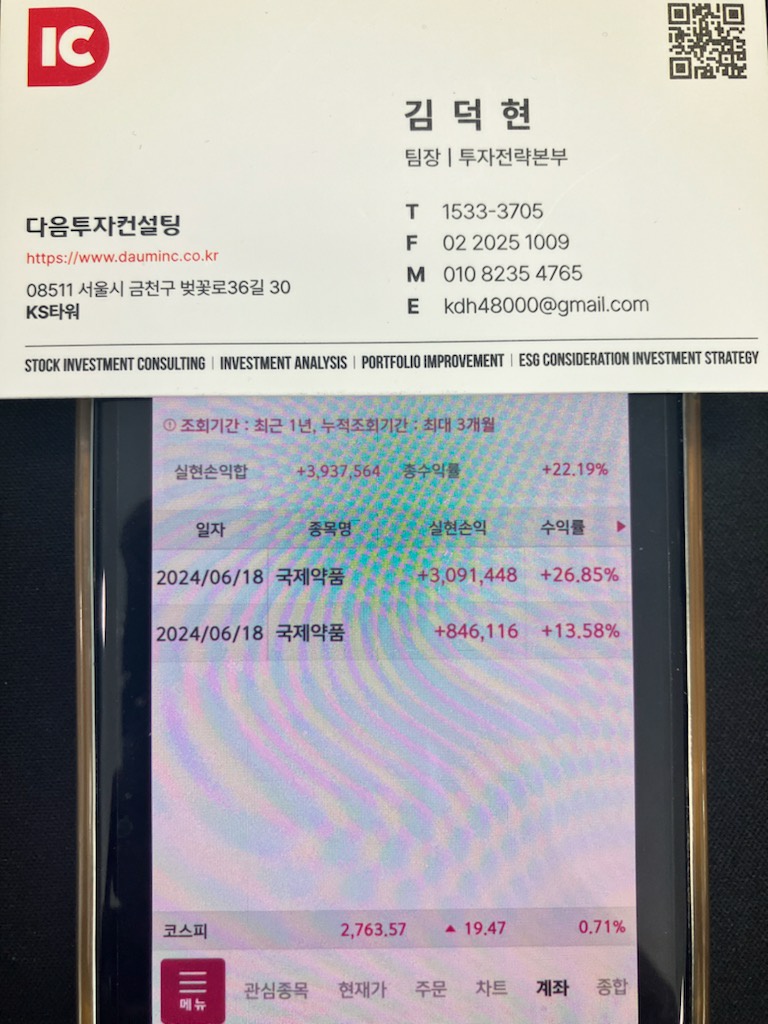 IC
김덕현
팀장 | 투자전략본부
다음투자컨설팅
https://www.dauminc.co.kr
08511 서울시 금천구 벚꽃로36길 30
KS타워
T 1533-3705
F 02 2025 1009
M 010 8235 4765
E kdh48000@gmail.com
STOCK INVESTMENT CONSULTING | INVESTMENT ANALYSIS | PORTFOLIO IMPROVEMENT | ESG CONSIDERATION INVESTMENT STRATEGY
① 조회기간 : 최근 1년, 누적조회기간 : 최대 3개월
실현손익합 +3,937,564 총수익률 +22.19%
일자 종목명 실현손익 수익률 ▶
2024/06/18 국제약품 +3,091,448 +26.85%
2024/06/18 국제약품 +846,116 +13.58%
코스피 2,763.57 ▲ 19.47 0.71%
메뉴 관심종목 현재가 주문 차트 계좌 종합